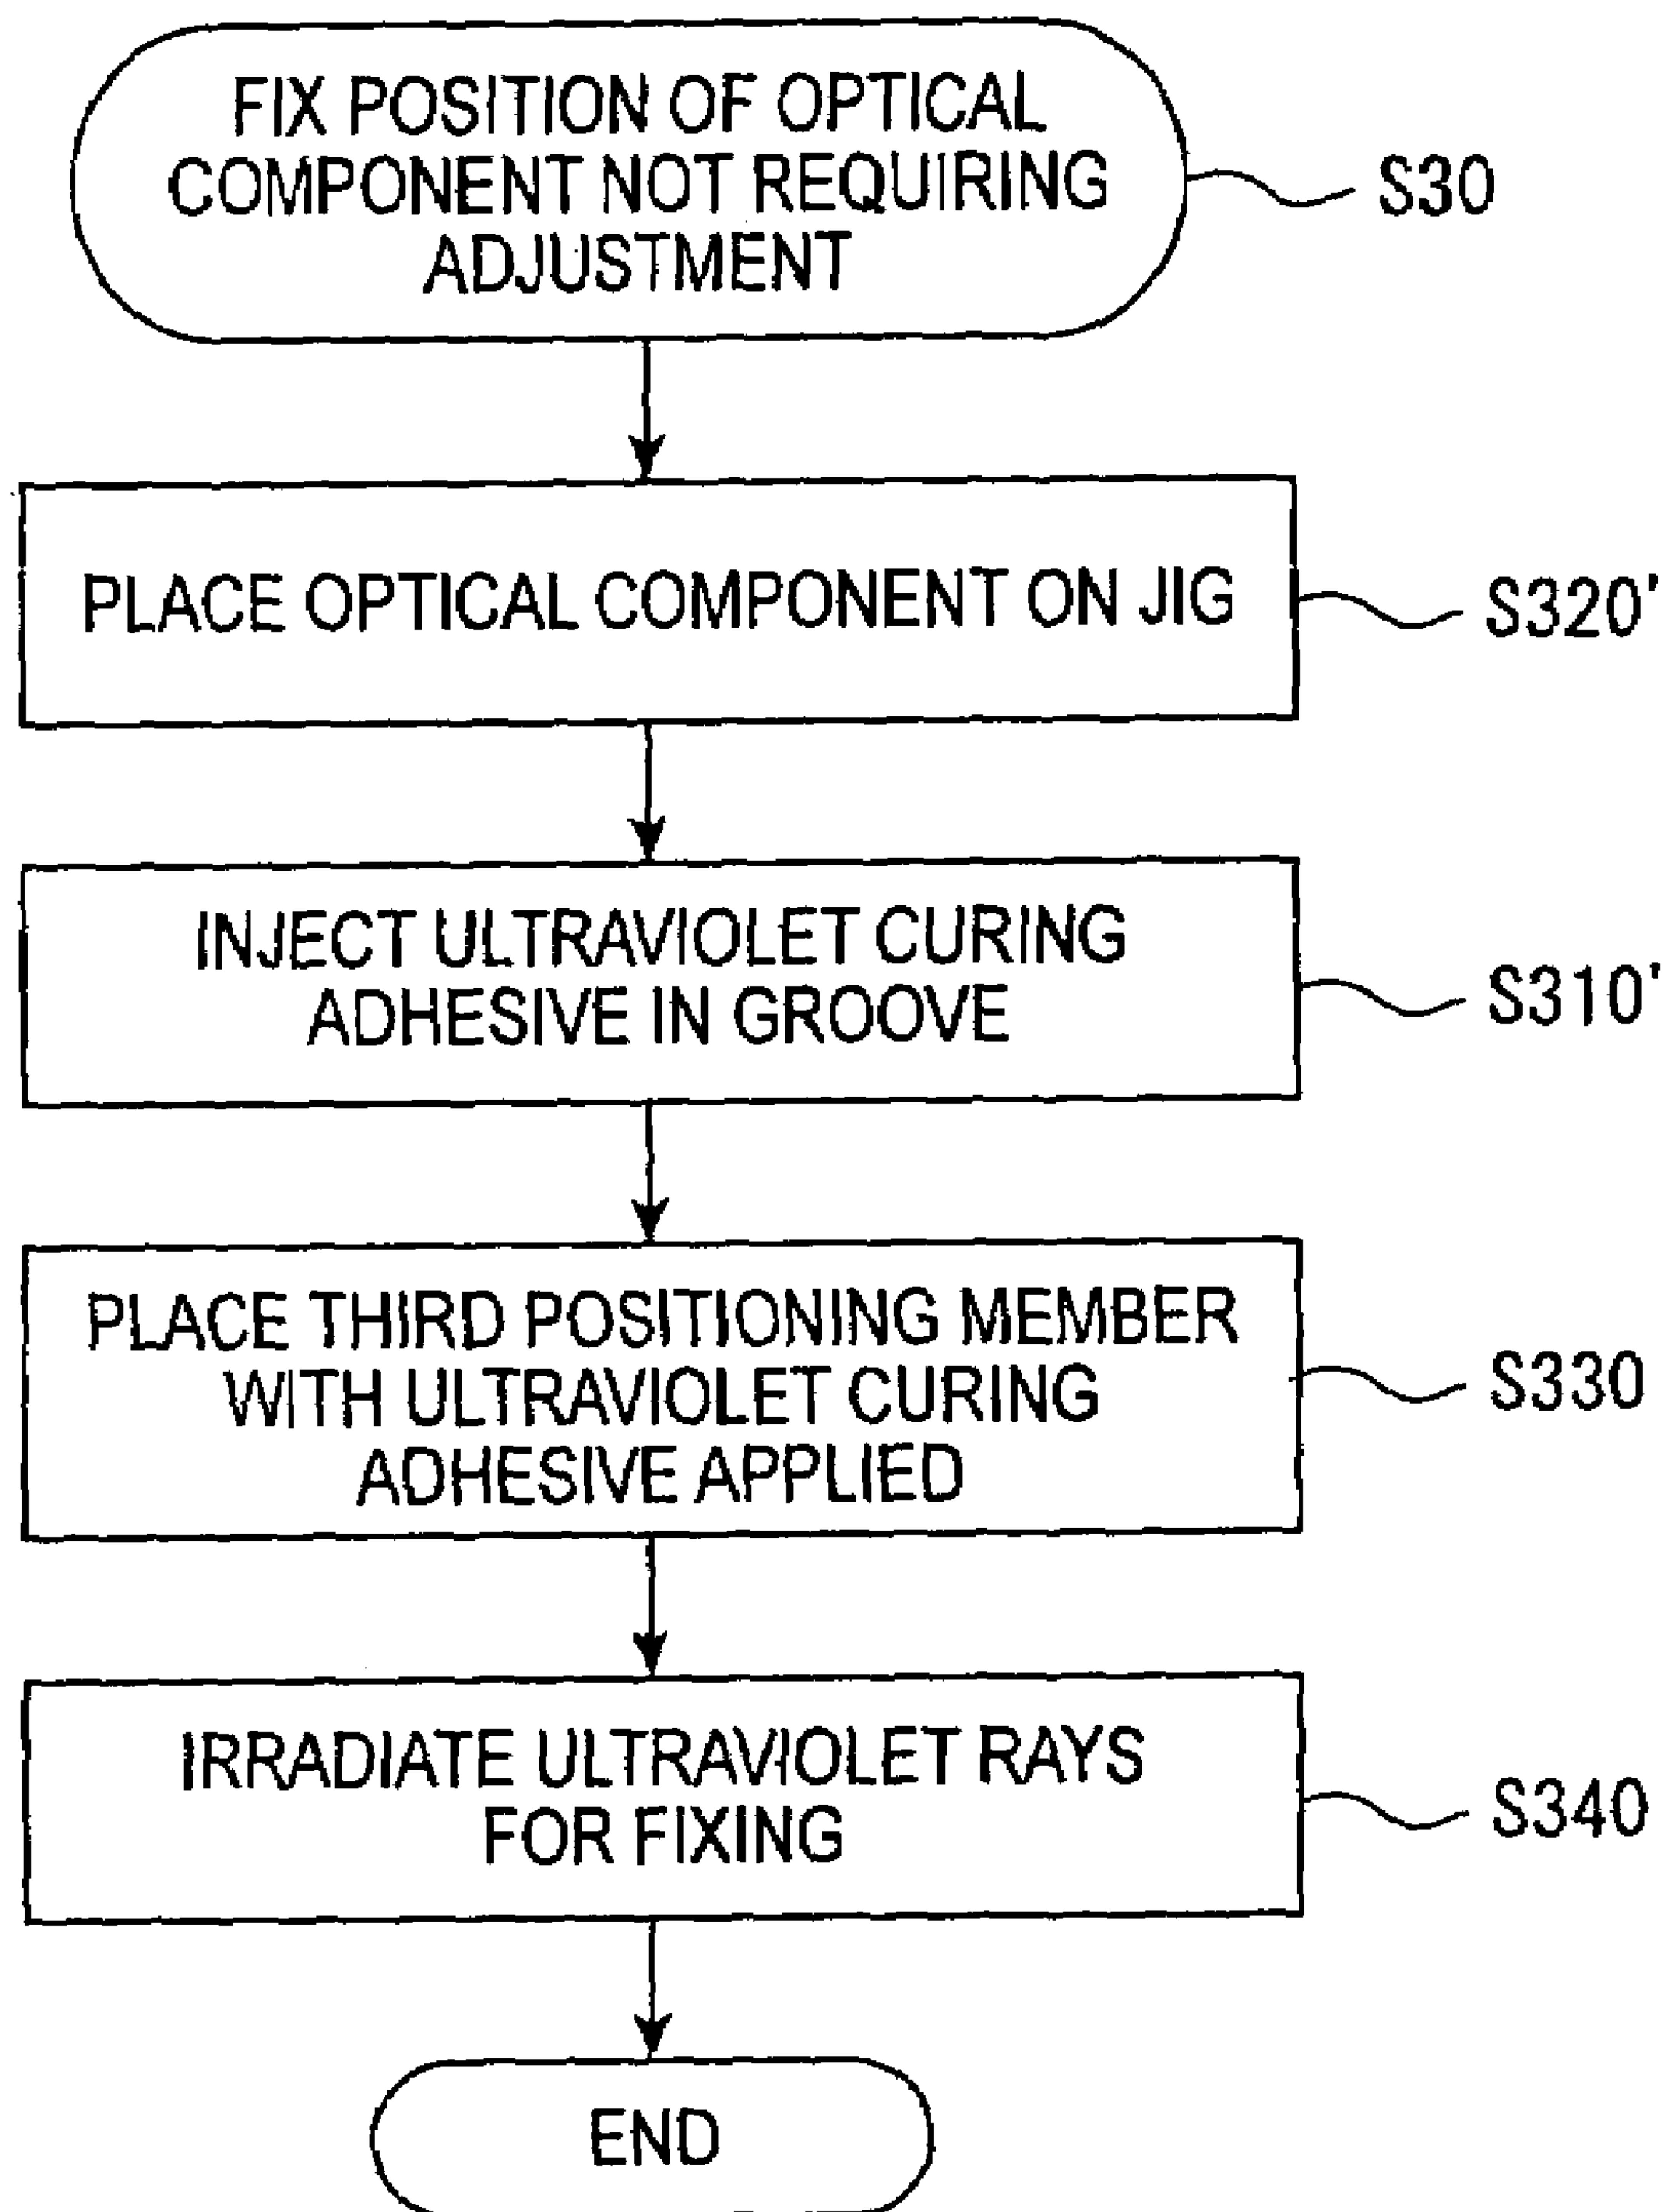 FIX POSITION OF OPTICAL
COMPONENT NOT REQUIRING
ADJUSTMENT
S30
PLACE OPTICAL COMPONENT ON JIG
S320'
INJECT ULTRAVIOLET CURING
ADHESIVE IN GROOVE
S310'
PLACE THIRD POSITIONING MEMBER
WITH ULTRAVIOLET CURING
ADHESIVE APPLIED
S330
IRRADIATE ULTRAVIOLET RAYS
FOR FIXING
S340
END